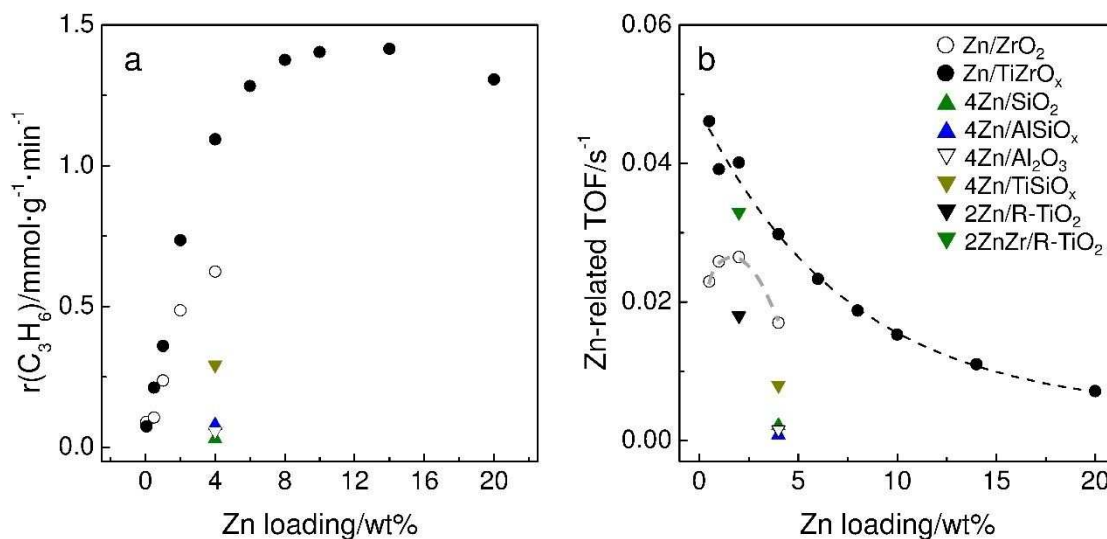 a
1.5
1.0
0.5
0.0
r(C₃H₆)/mmol·g⁻¹·min⁻¹
0 4 8 12 16 20
Zn loading/wt%
b
0.06
0.04
0.02
0.00
Zn-related TOF/s⁻¹
Zn/ZrO₂
Zn/TiZrOₓ
4Zn/SiO₂
4Zn/AlSiOₓ
4Zn/Al₂O₃
4Zn/TiSiOₓ
2Zn/R-TiO₂
2ZnZr/R-TiO₂
0 5 10 15 20
Zn loading/wt%